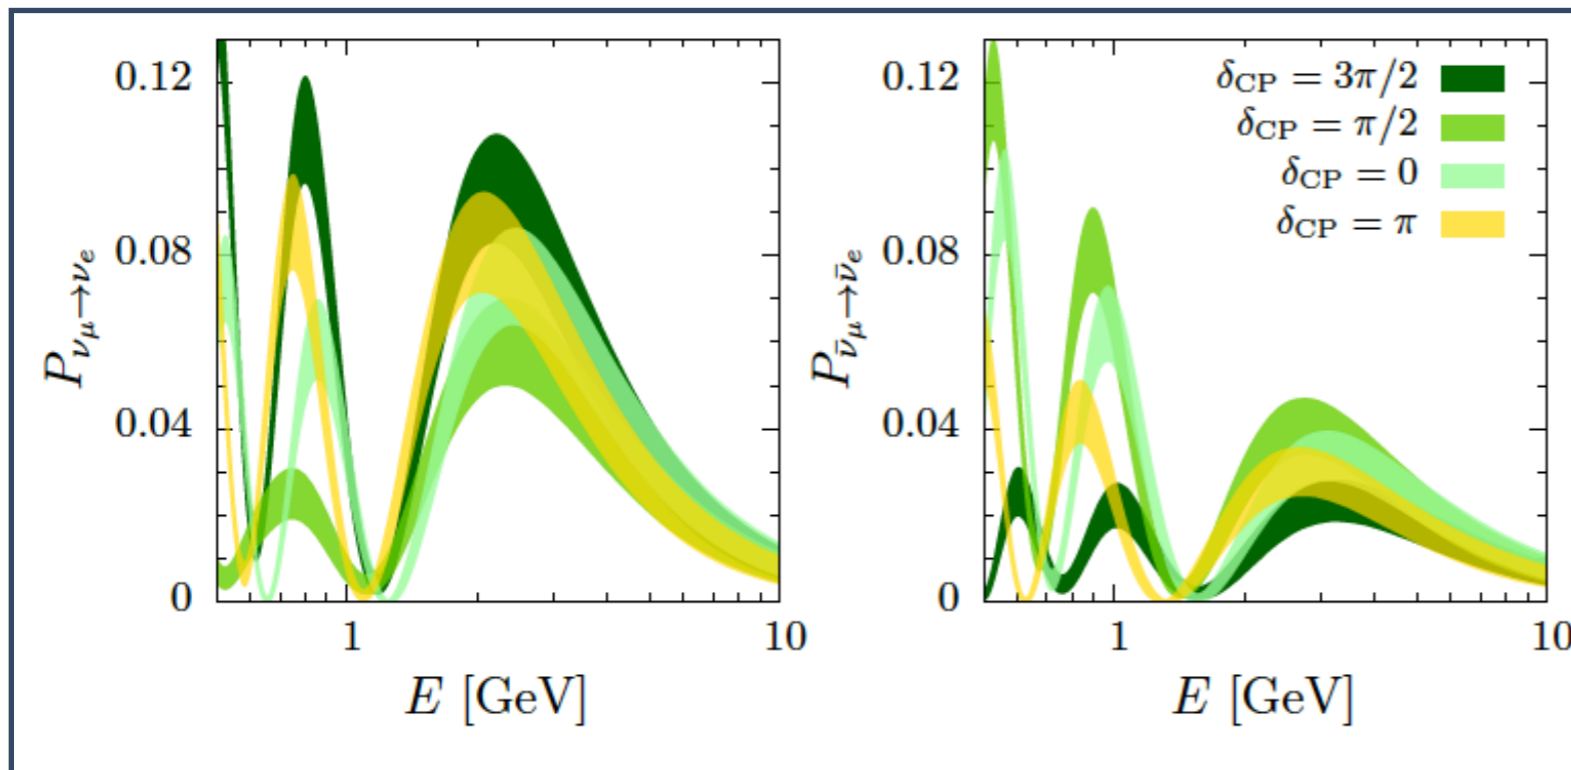 P_{ν_μ→ν_e}
0.12
0.08
0.04
0
1
10
E [GeV]
P_{ν̄_μ→ν̄_e}
0.12
0.08
0.04
0
1
10
E [GeV]
δ_CP = 3π/2
δ_CP = π/2
δ_CP = 0
δ_CP = π